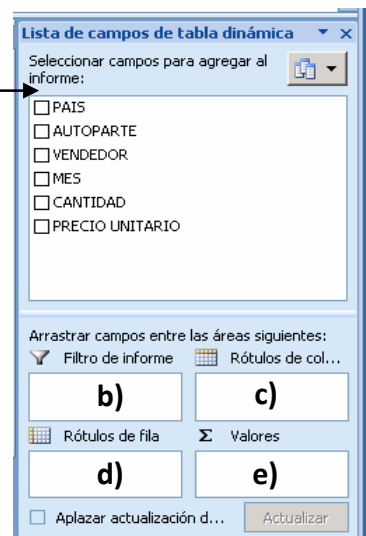 Lista de campos de tabla dinámica
Seleccionar campos para agregar al
informe:
PAIS
AUTOPARTE
VENDEDOR
MES
CANTIDAD
PRECIO UNITARIO
Arrastrar campos entre las áreas siguientes:
Filtro de informe Rótulos de col...
b) c)
Rótulos de fila Σ Valores
d) e)
Aplazar actualización d... Actualizar